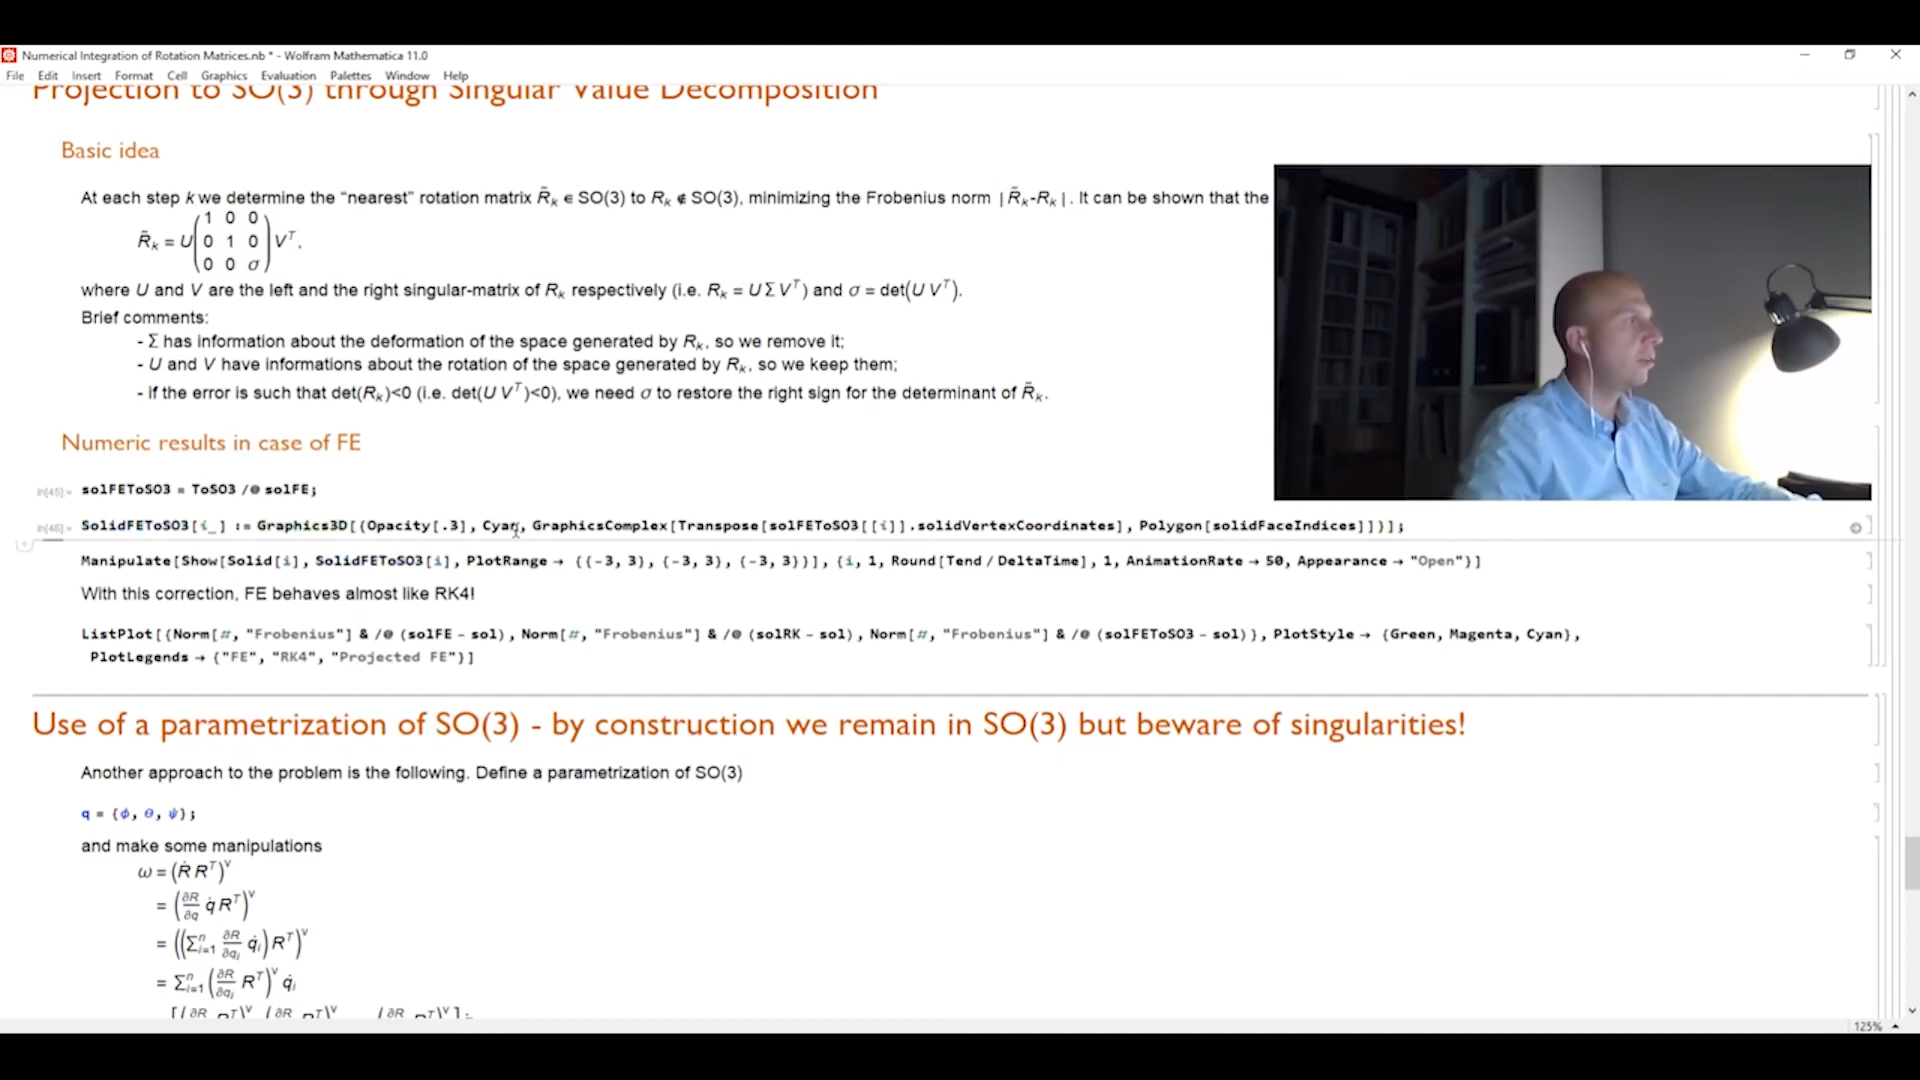 Numerical Integration of Rotation Matrices.nb * - Wolfram Mathematica 11.0
File Edit Insert Format Cell Graphics Evaluation Palettes Window Help
Projection to SO(3) through Singular Value Decomposition
Basic idea
At each step k we determine the "nearest" rotation matrix R̃k ∈ SO(3) to Rk ∉ SO(3), minimizing the Frobenius norm |R̃k-Rk|. It can be shown that the
R̃k = U (1 0 0
0 1 0
0 0 σ) Vᵀ,
where U and V are the left and the right singular-matrix of Rk respectively (i.e. Rk = U Σ Vᵀ) and σ = det(U Vᵀ).
Brief comments:
- Σ has information about the deformation of the space generated by Rk, so we remove it;
- U and V have informations about the rotation of the space generated by Rk, so we keep them;
- if the error is such that det(Rk)<0 (i.e. det(U Vᵀ)<0), we need σ to restore the right sign for the determinant of R̃k.
Numeric results in case of FE
In[45]:= solFEToSO3 = ToSO3 /@ solFE;
In[46]:= SolidFEToSO3[i_] := Graphics3D[{Opacity[.3], Cyan, GraphicsComplex[Transpose[solFEToSO3[[i]].solidVertexCoordinates], Polygon[solidFaceIndices]]}];
Manipulate[Show[Solid[i], SolidFEToSO3[i], PlotRange → {{-3, 3}, {-3, 3}, {-3, 3}}], {i, 1, Round[Tend / DeltaTime], 1, AnimationRate → 50, Appearance → "Open"}]
With this correction, FE behaves almost like RK4!
ListPlot[{Norm[#, "Frobenius"] & /@ (solFE - sol), Norm[#, "Frobenius"] & /@ (solRK - sol), Norm[#, "Frobenius"] & /@ (solFEToSO3 - sol)}, PlotStyle → {Green, Magenta, Cyan},
PlotLegends → {"FE", "RK4", "Projected FE"}]
Use of a parametrization of SO(3) - by construction we remain in SO(3) but beware of singularities!
Another approach to the problem is the following. Define a parametrization of SO(3)
q = {ϕ, θ, ψ};
and make some manipulations
ω = (Ṙ Rᵀ)ᵛ
= (∂R/∂q q̇ Rᵀ)ᵛ
= ((Σⁿi=1 ∂R/∂qi q̇i) Rᵀ)ᵛ
= Σⁿi=1 (∂R/∂qi Rᵀ)ᵛ q̇i
125%